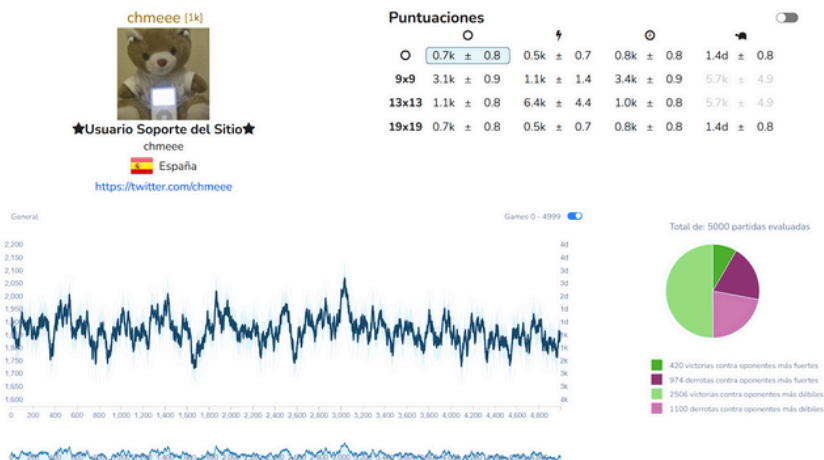 chmeee [1k]
★Usuario Soporte del Sitio★
chmeee
España
https://twitter.com/chmeee
Puntuaciones
0.7k ± 0.8 0.5k ± 0.7 0.8k ± 0.8 1.4d ± 0.8
9x9 3.1k ± 0.9 1.1k ± 1.4 3.4k ± 0.9 5.7k ± 4.9
13x13 1.1k ± 0.8 6.4k ± 4.4 1.0k ± 0.8 5.7k ± 4.9
19x19 0.7k ± 0.8 0.5k ± 0.7 0.8k ± 0.8 1.4d ± 0.8
General
Games 0 - 4999
2,200 4d
2,150 4d
2,100 3d
2,050 3d
2,000 2d
1,950 1d
1,900 1d
1,750 2k
1,700 3k
1,650 3k
1,600 4k
0 200 400 600 800 1,000 1,200 1,400 1,600 1,800 2,000 2,200 2,400 2,600 2,800 3,000 3,200 3,400 3,600 3,800 4,000 4,200 4,400 4,600 4,800
Total de: 5000 partidas evaluadas
420 victorias contra oponentes más fuertes
974 derrotas contra oponentes más fuertes
2506 victorias contra oponentes más débiles
1100 derrotas contra oponentes más débiles